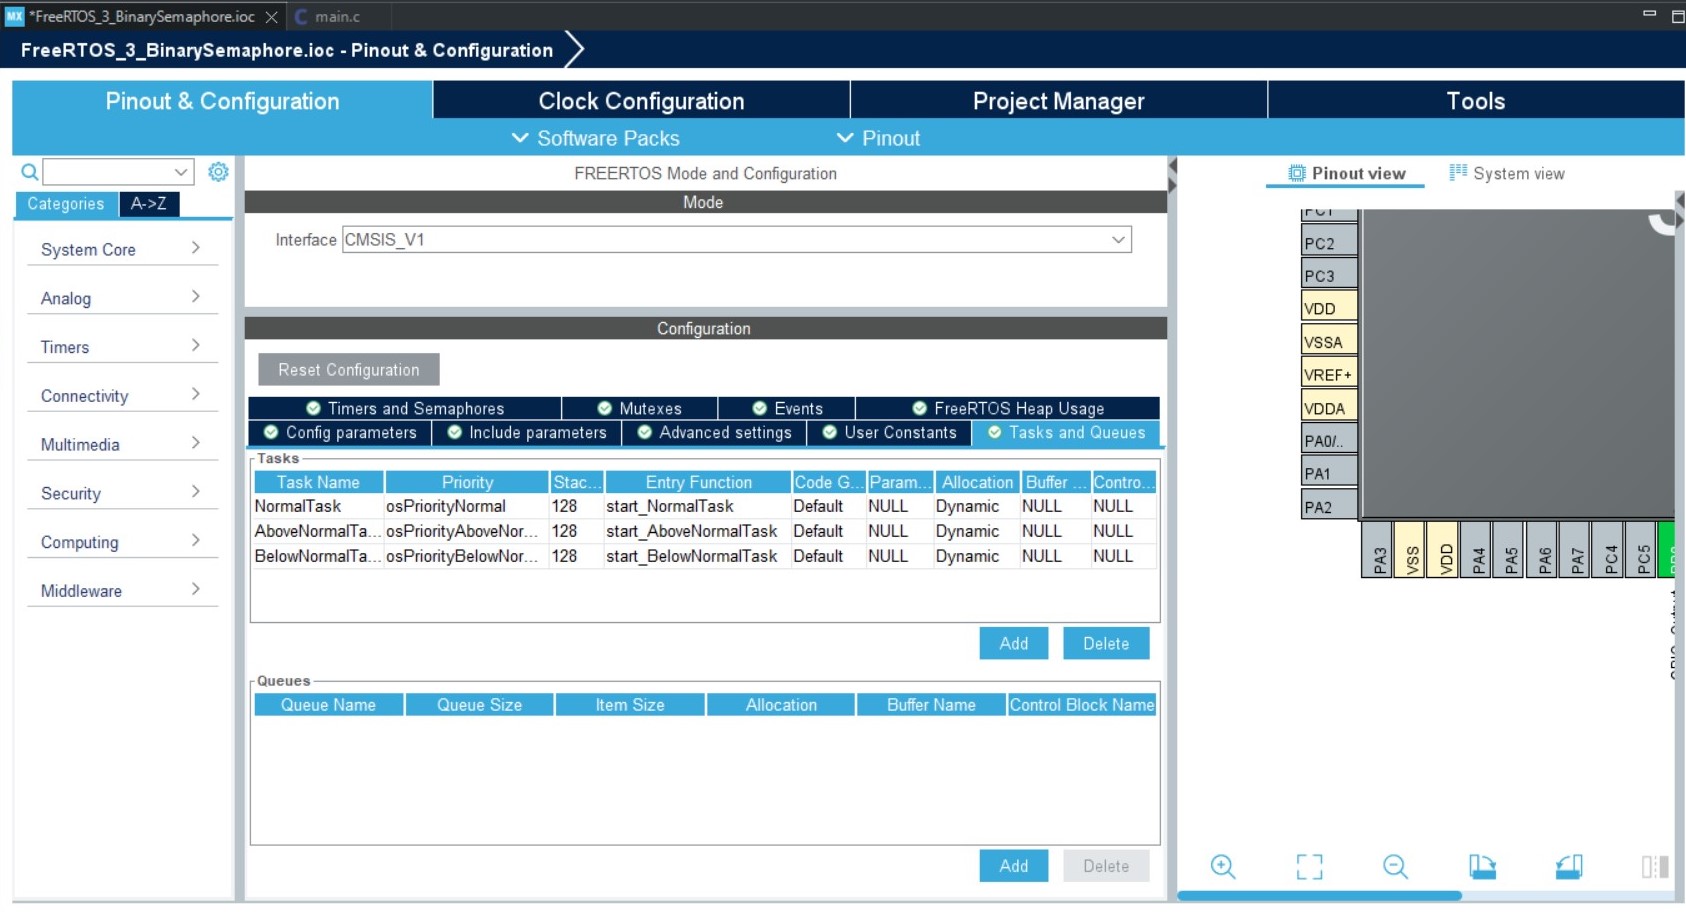 MX *FreeRTOS_3_BinarySemaphore.ioc
main.c
FreeRTOS_3_BinarySemaphore.ioc - Pinout & Configuration
Pinout & Configuration Clock Configuration Project Manager Tools
Software Packs Pinout
Categories A->Z
System Core
Analog
Timers
Connectivity
Multimedia
Security
Computing
Middleware
FREERTOS Mode and Configuration
Mode
Interface CMSIS_V1
Configuration
Reset Configuration
Timers and Semaphores Mutexes Events FreeRTOS Heap Usage
Config parameters Include parameters Advanced settings User Constants Tasks and Queues
Tasks
Task Name Priority Stac... Entry Function Code G... Param... Allocation Buffer ... Contro...
NormalTask osPriorityNormal 128 start_NormalTask Default NULL Dynamic NULL NULL
AboveNormalTa... osPriorityAboveNor... 128 start_AboveNormalTask Default NULL Dynamic NULL NULL
BelowNormalTa... osPriorityBelowNor... 128 start_BelowNormalTask Default NULL Dynamic NULL NULL
Add Delete
Queues
Queue Name Queue Size Item Size Allocation Buffer Name Control Block Name
Add Delete
Pinout view System view
PC1
PC2
PC3
VDD
VSSA
VREF+
VDDA
PA0/..
PA1
PA2
PA3
VSS
VDD
PA4
PA5
PA6
PA7
PC4
PC5